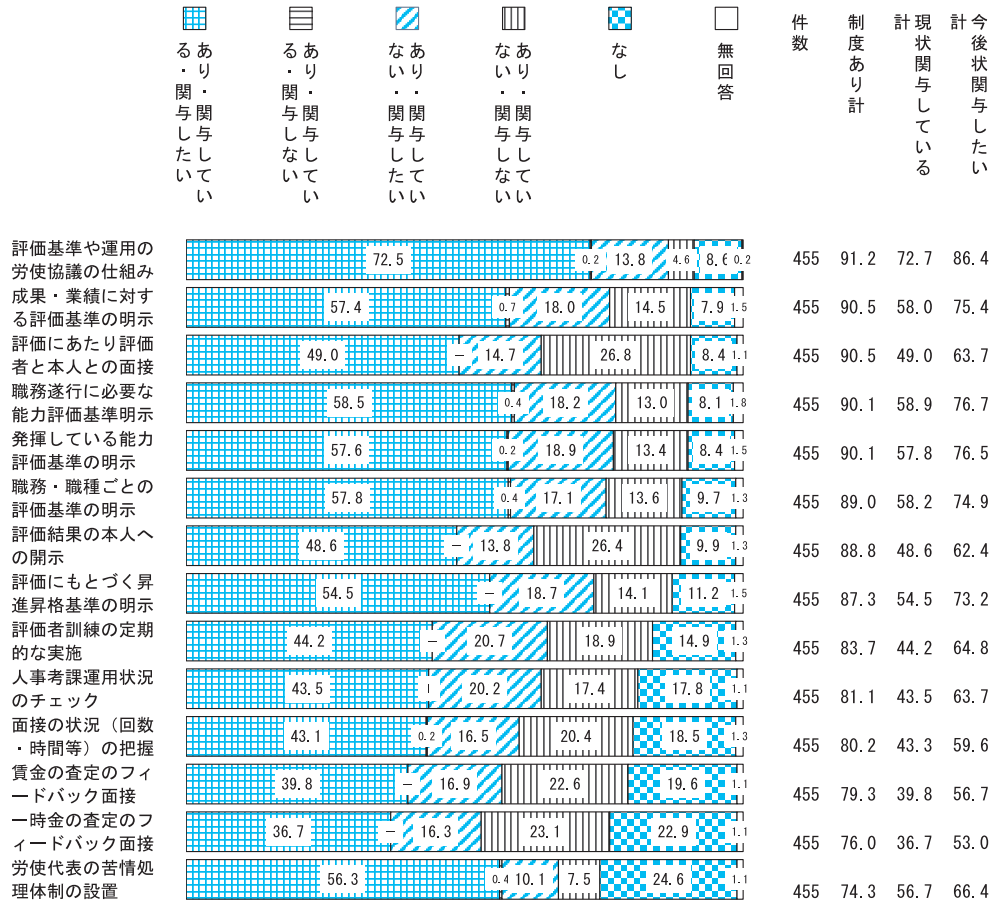 あり・関与してい
る・関与したい
あり・関与してい
る・関与しない
あり・関与してい
ない・関与したい
あり・関与してい
ない・関与しない
なし
無回答
件数
制度あり計
現状関与している
計
今後状関与したい
計
評価基準や運用の
労使協議の仕組み
72.5 0.2 13.8 4.6 8.6 0.2 455 91.2 72.7 86.4
成果・業績に対す
る評価基準の明示
57.4 0.7 18.0 14.5 7.9 1.5 455 90.5 58.0 75.4
評価にあたり評価
者と本人との面接
49.0 － 14.7 26.8 8.4 1.1 455 90.5 49.0 63.7
職務遂行に必要な
能力評価基準明示
58.5 0.4 18.2 13.0 8.1 1.8 455 90.1 58.9 76.7
発揮している能力
評価基準の明示
57.6 0.2 18.9 13.4 8.4 1.5 455 90.1 57.8 76.5
職務・職種ごとの
評価基準の明示
57.8 0.4 17.1 13.6 9.7 1.3 455 89.0 58.2 74.9
評価結果の本人へ
の開示
48.6 － 13.8 26.4 9.9 1.3 455 88.8 48.6 62.4
評価にもとづく昇
進昇格基準の明示
54.5 － 18.7 14.1 11.2 1.5 455 87.3 54.5 73.2
評価者訓練の定期
的な実施
44.2 － 20.7 18.9 14.9 1.3 455 83.7 44.2 64.8
人事考課運用状況
のチェック
43.5 20.2 17.4 17.8 1.1 455 81.1 43.5 63.7
面接の状況（回数
・時間等）の把握
43.1 0.2 16.5 20.4 18.5 1.3 455 80.2 43.3 59.6
賃金の査定のフィ
ードバック面接
39.8 － 16.9 22.6 19.6 1.1 455 79.3 39.8 56.7
一時金の査定のフ
ィードバック面接
36.7 － 16.3 23.1 22.9 1.1 455 76.0 36.7 53.0
労使代表の苦情処
理体制の設置
56.3 0.4 10.1 7.5 24.6 1.1 455 74.3 56.7 66.4